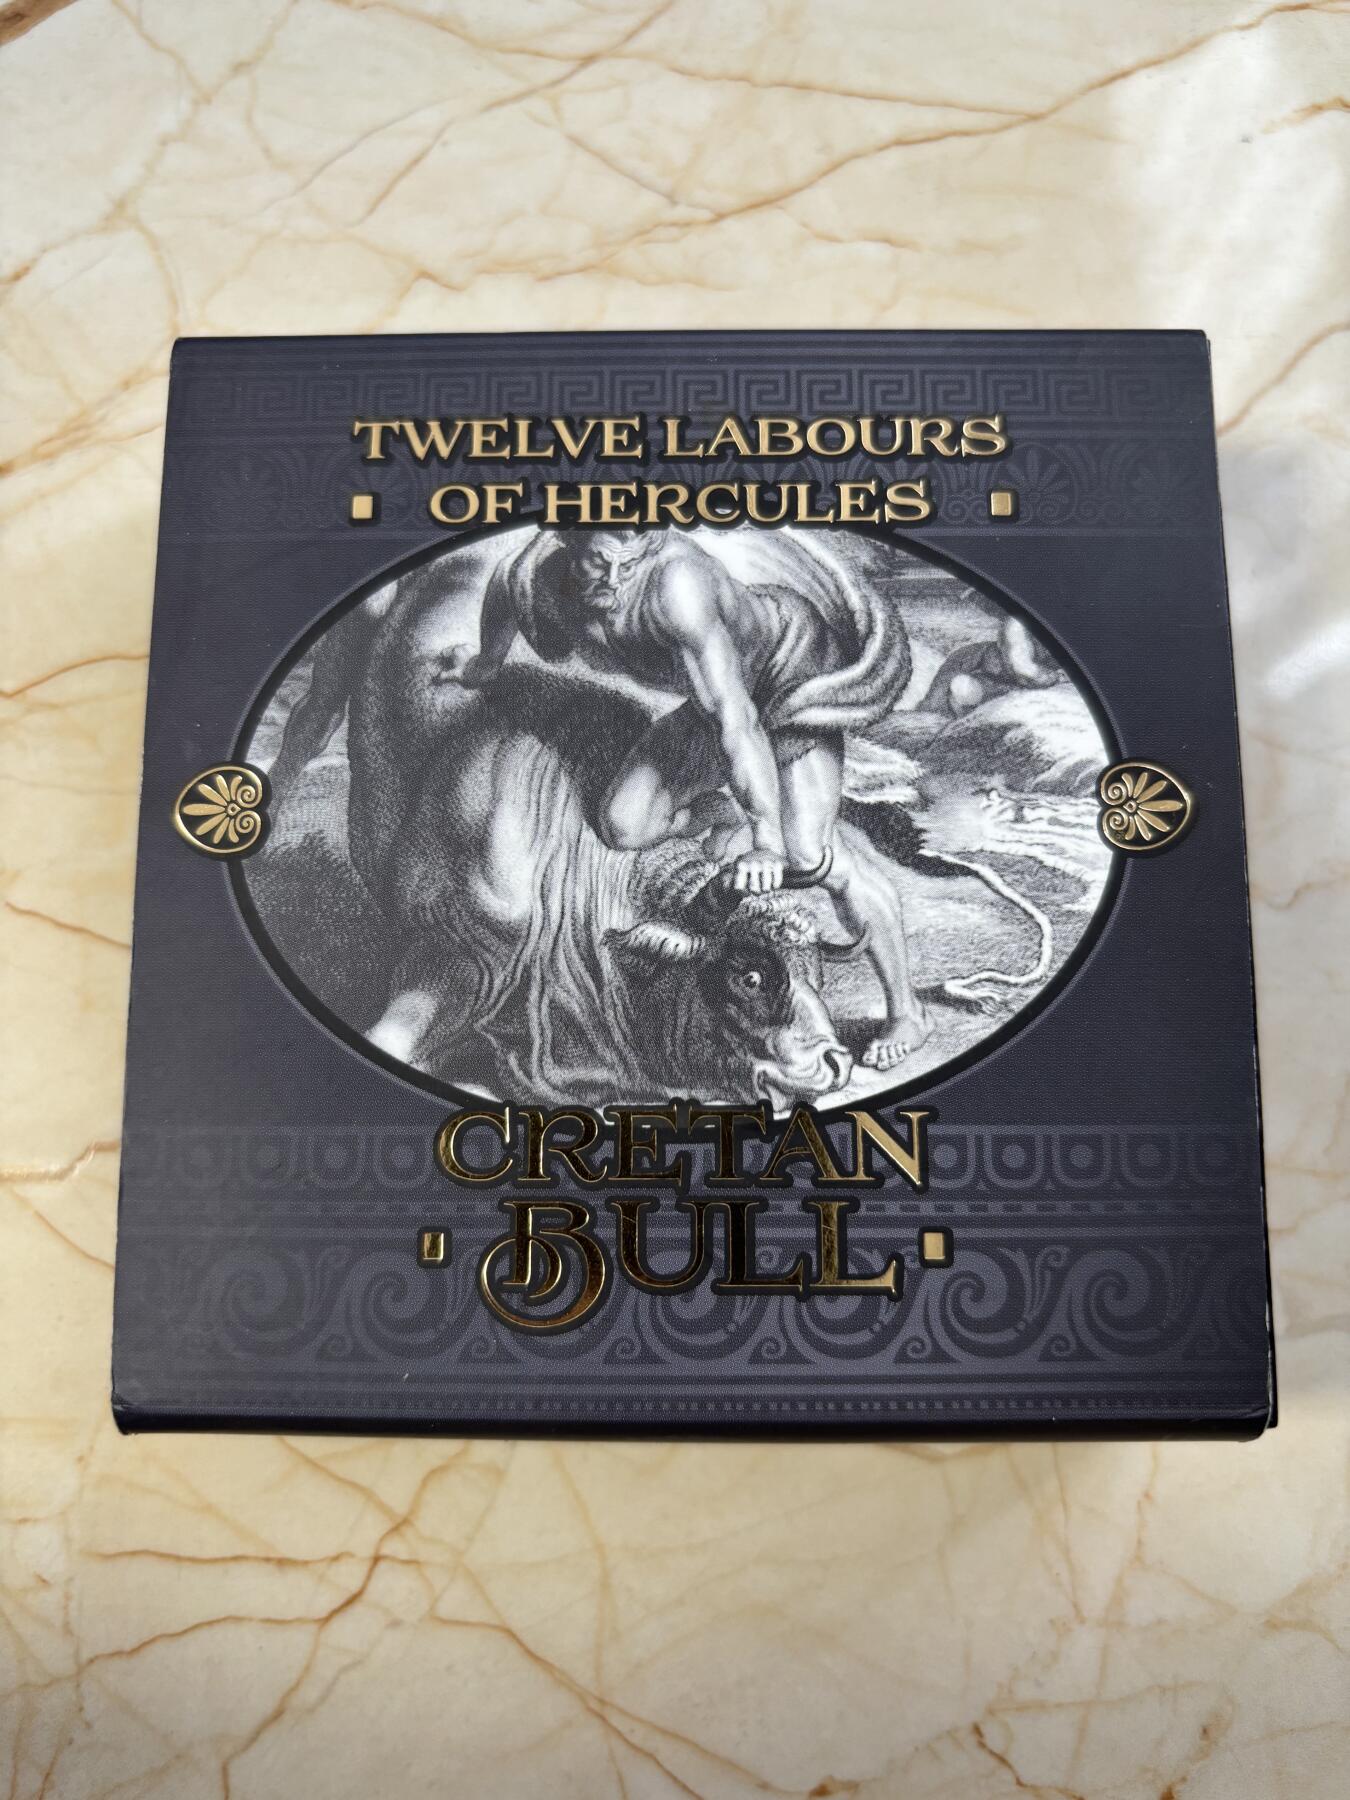 TWELVE LABOURS
OF HERCULES
CRETAN
BULL